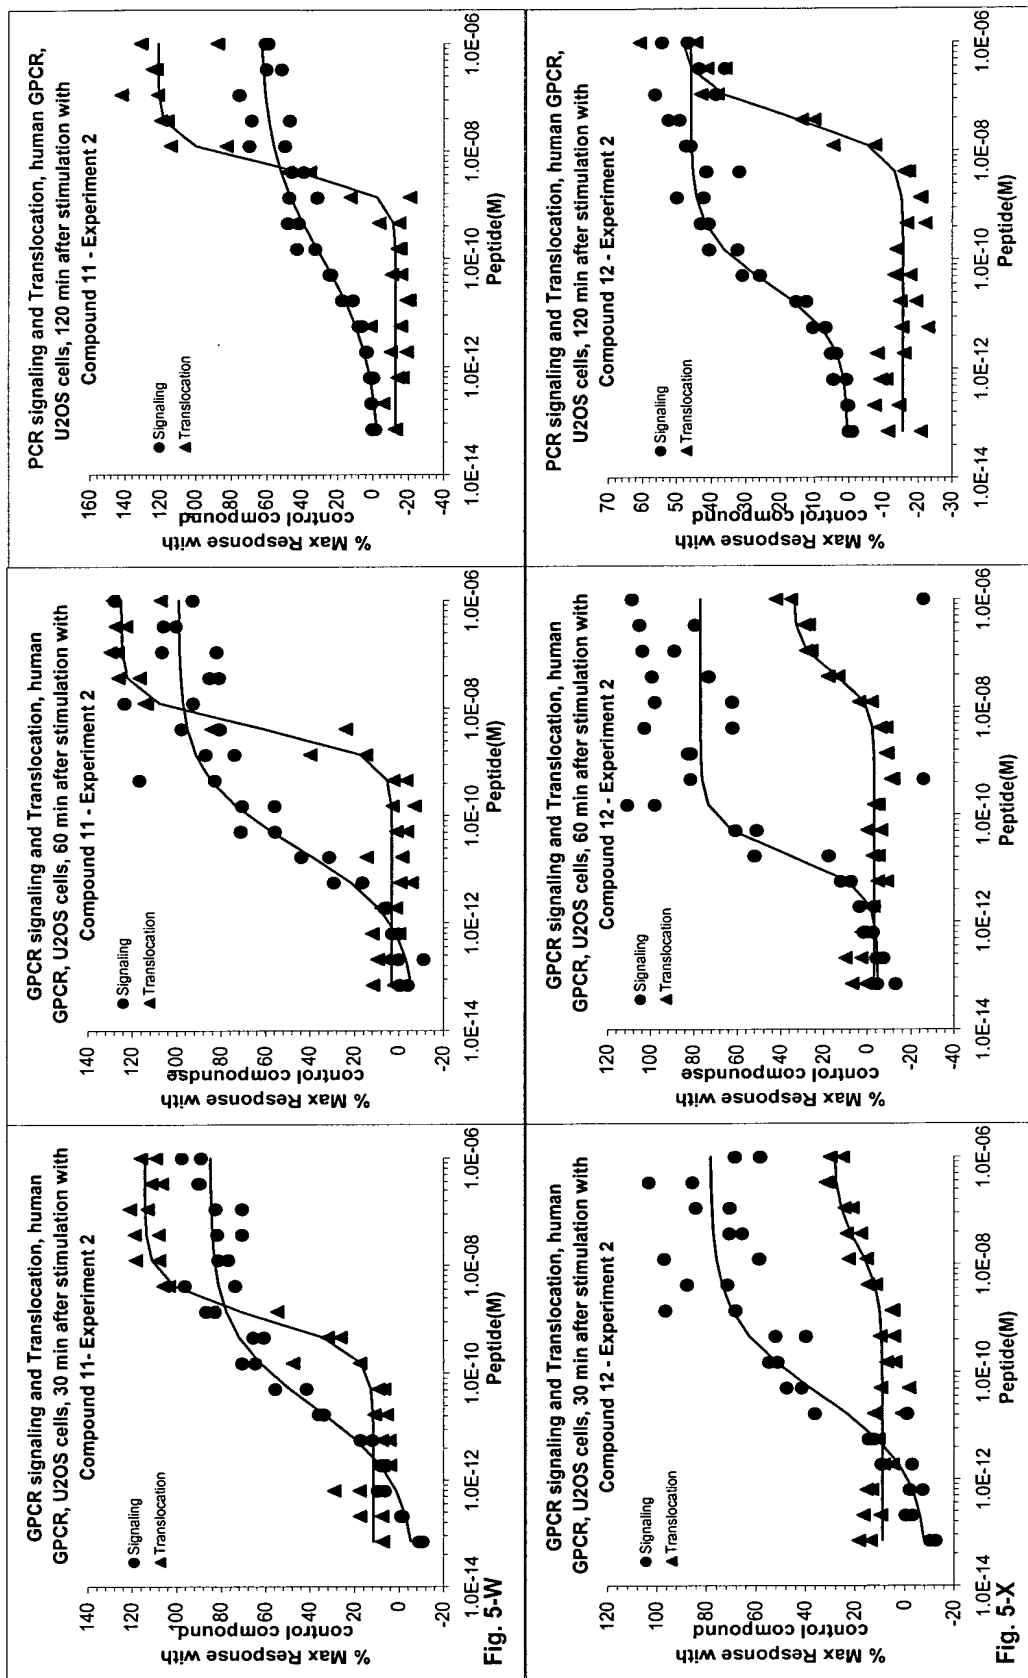 GPCR signaling and Translocation, human
GPCR, U2OS cells, 30 min after stimulation with
Compound 11- Experiment 2
Signaling
Translocation
% Max Response with
control compound
140
120
100
80
60
40
20
0
-20
1.0E-14
1.0E-12
1.0E-10
1.0E-08
1.0E-06
Peptide(M)
Fig. 5-W
GPCR signaling and Translocation, human
GPCR, U2OS cells, 60 min after stimulation with
Compound 11 - Experiment 2
Signaling
Translocation
% Max Response with
control compoundse
140
120
100
80
60
40
20
0
-20
1.0E-14
1.0E-12
1.0E-10
1.0E-08
1.0E-06
Peptide(M)
PCR signaling and Translocation, human GPCR,
U2OS cells, 120 min after stimulation with
Compound 11 - Experiment 2
Signaling
Translocation
% Max Response with
control compound
160
140
120
100
80
60
40
20
0
-20
-40
1.0E-14
1.0E-12
1.0E-10
1.0E-08
1.0E-06
Peptide(M)
GPCR signaling and Translocation, human
GPCR, U2OS cells, 30 min after stimulation with
Compound 12 - Experiment 2
Signaling
Translocation
% Max Response with
control compound
120
100
80
60
40
20
0
-20
1.0E-14
1.0E-12
1.0E-10
1.0E-08
1.0E-06
Peptide(M)
Fig. 5-X
GPCR signaling and Translocation, human
GPCR, U2OS cells, 60 min after stimulation with
Compound 12- Experiment 2
Signaling
Translocation
% Max Response with
control compoundse
120
100
80
60
40
20
0
-20
-40
1.0E-14
1.0E-12
1.0E-10
1.0E-08
1.0E-06
Peptide(M)
PCR signaling and Translocation, human GPCR,
U2OS cells, 120 min after stimulation with
Compound 12 - Experiment 2
Signaling
Translocation
% Max Response with
control compound
70
60
50
40
30
20
10
0
-10
-20
-30
1.0E-14
1.0E-12
1.0E-10
1.0E-08
1.0E-06
Peptide(M)